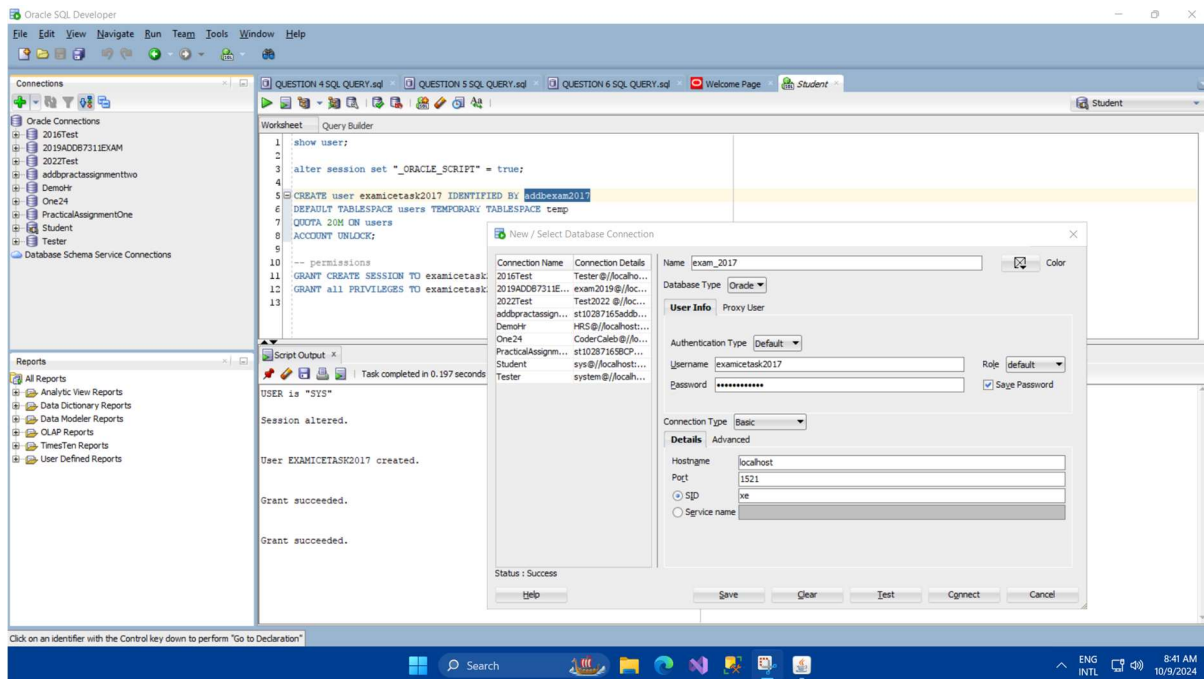 Oracle SQL Developer
File Edit View Navigate Run Team Tools Window Help
Connections
Oracle Connections
2016Test
2019ADDB7311EXAM
2022Test
addbpractassignmenttwo
DemoHr
One24
PracticalAssignmentOne
Student
Tester
Database Schema Service Connections
Reports
All Reports
Analytic View Reports
Data Dictionary Reports
Data Modeler Reports
OLAP Reports
TimesTen Reports
User Defined Reports
QUESTION 4 SQL QUERY.sql QUESTION 5 SQL QUERY.sql QUESTION 6 SQL QUERY.sql Welcome Page Student
Student
Worksheet Query Builder
1 show user;
2
3 alter session set "_ORACLE_SCRIPT" = true;
4
5 CREATE user examicetask2017 IDENTIFIED BY addbexam2017
6 DEFAULT TABLESPACE users TEMPORARY TABLESPACE temp
7 QUOTA 20M ON users
8 ACCOUNT UNLOCK;
9
10 -- permissions
11 GRANT CREATE SESSION TO examicetask
12 GRANT all PRIVILEGES TO examicetask
13
Script Output x
Task completed in 0.197 seconds
USER is "SYS"
Session altered.
User EXAMICETASK2017 created.
Grant succeeded.
Grant succeeded.
New / Select Database Connection
Connection Name Connection Details
2016Test Tester@//localho...
2019ADDB7311E... exam2019@//loc...
2022Test Test2022 @//loc...
addbpractassign... st10287165addb...
DemoHr HRS@//localhost:...
One24 CoderCaleb@//lo...
PracticalAssignm... st10287165BCP...
Student sys@//localhost:...
Tester system@//localh...
Status : Success
Name exam_2017
Color
Database Type Oracle
User Info Proxy User
Authentication Type Default
Username examicetask2017
Role default
Password ••••••••••••
Save Password
Connection Type Basic
Details Advanced
Hostname localhost
Port 1521
SID xe
Service name
Help Save Clear Test Connect Cancel
Click on an identifier with the Control key down to perform "Go to Declaration"
Search
ENG
INTL
8:41 AM
10/9/2024